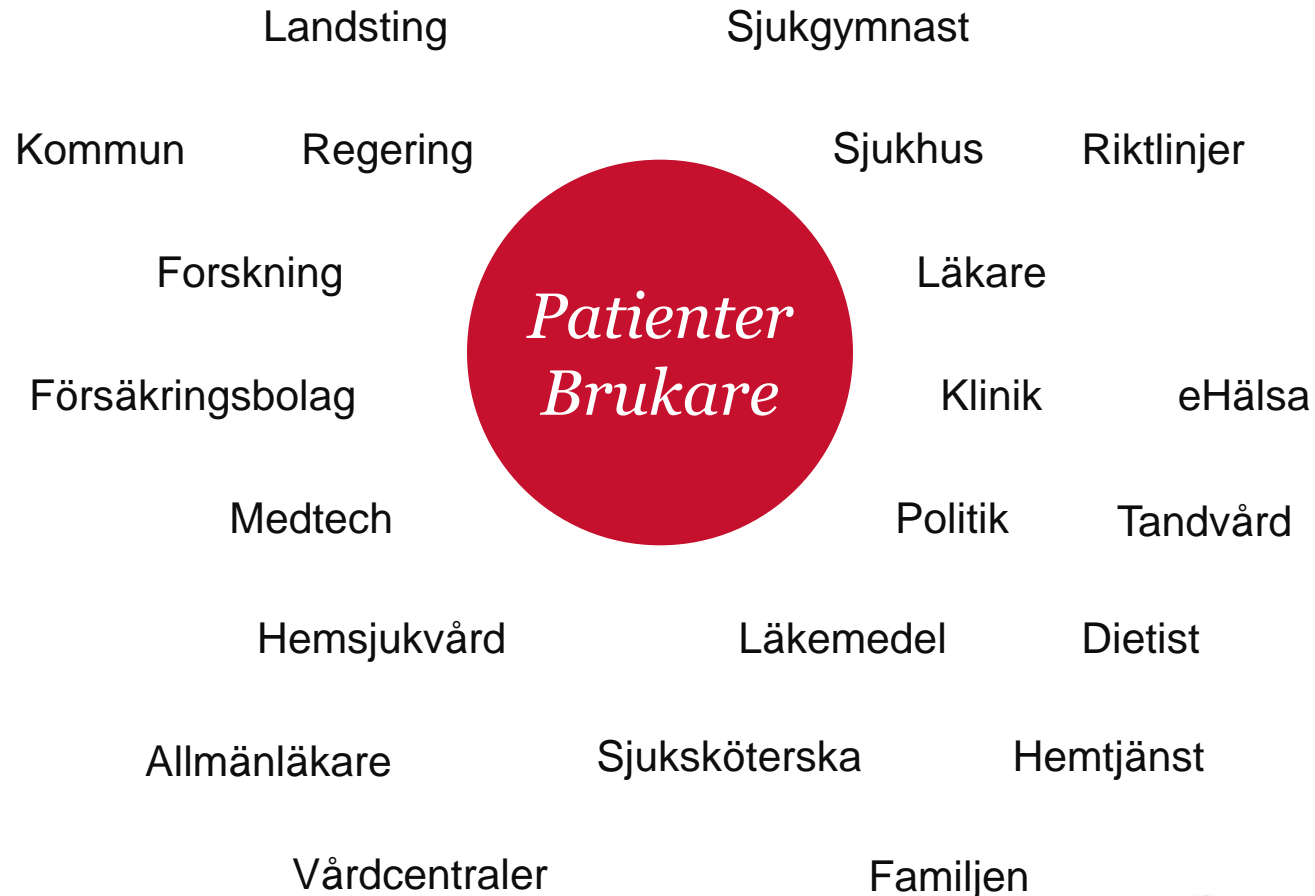 Landsting Sjukgymnast
Kommun Regering Sjukhus Riktlinjer
Forskning Läkare
Patienter
Brukare
Försäkringsbolag Klinik eHälsa
Medtech Politik Tandvård
Hemsjukvård Läkemedel Dietist
Allmänläkare Sjuksköterska Hemtjänst
Vårdcentraler Familjen